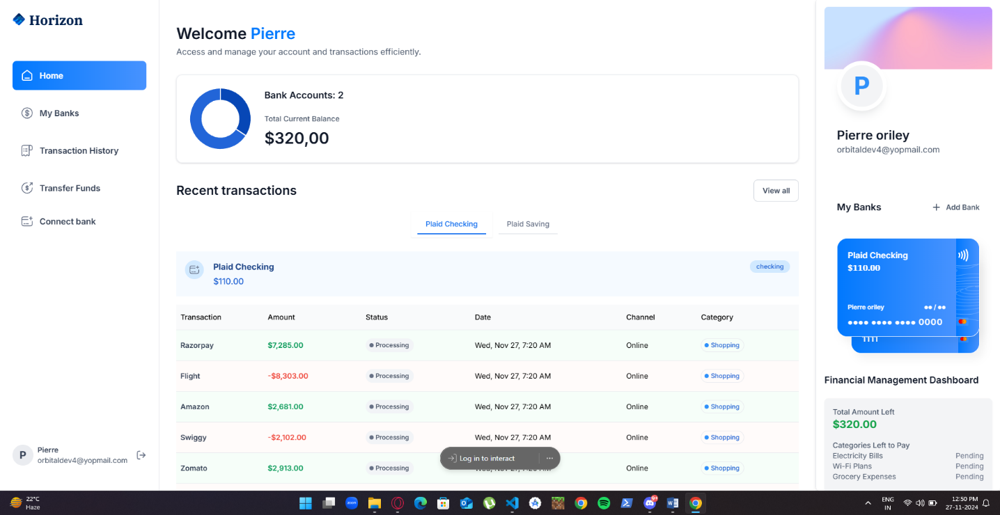 Horizon
Home
My Banks
Transaction History
Transfer Funds
Connect bank
P
Pierre
orbitaldev4@yopmail.com
Welcome Pierre
Access and manage your account and transactions efficiently.
Bank Accounts: 2
Total Current Balance
$320,00
Recent transactions
View all
Plaid Checking Plaid Saving
Plaid Checking
$110.00
checking
Transaction Amount Status Date Channel Category
Razorpay $7,285.00 Processing Wed, Nov 27, 7:20 AM Online Shopping
Flight -$8,303.00 Processing Wed, Nov 27, 7:20 AM Online Shopping
Amazon $2,681.00 Processing Wed, Nov 27, 7:20 AM Online Shopping
Swiggy -$2,102.00 Processing Wed, Nov 27, 7:20 AM Online Shopping
Zomato $2,913.00 Processing Wed, Nov 27, 7:20 AM Online Shopping
Log in to interact
P
Pierre oriley
orbitaldev4@yopmail.com
My Banks + Add Bank
Plaid Checking
$110.00
Pierre oriley ●● / ●●
●●●● ●●●● ●●●● 0000
1111
Financial Management Dashboard
Total Amount Left
$320.00
Categories Left to Pay
Electricity Bills Pending
Wi-Fi Plans Pending
Grocery Expenses Pending
22°C
Haze
zoom
W
9+
ENG
IN
12:50 PM
27-11-2024